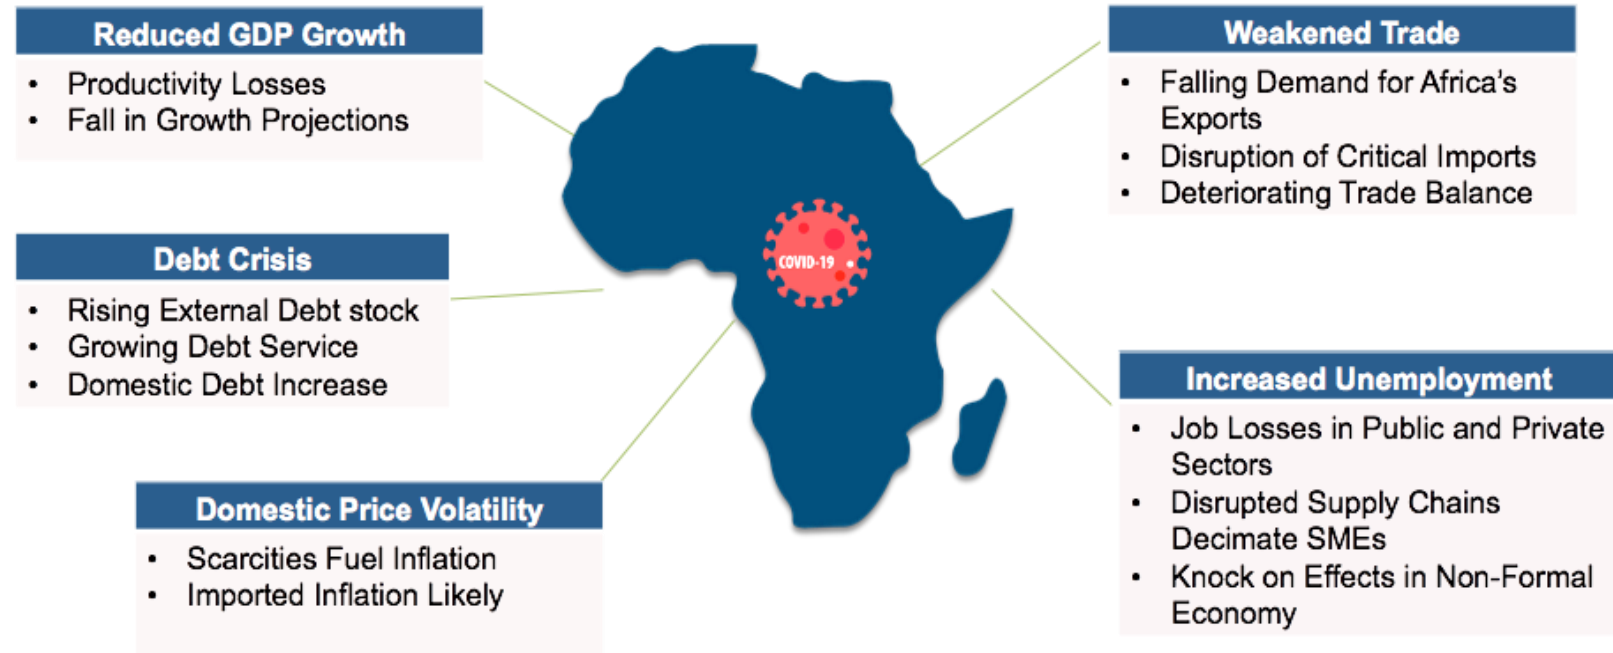 Reduced GDP Growth
• Productivity Losses
• Fall in Growth Projections
Debt Crisis
• Rising External Debt stock
• Growing Debt Service
• Domestic Debt Increase
Domestic Price Volatility
• Scarcities Fuel Inflation
• Imported Inflation Likely
COVID-19
Weakened Trade
• Falling Demand for Africa's
Exports
• Disruption of Critical Imports
• Deteriorating Trade Balance
Increased Unemployment
• Job Losses in Public and Private
Sectors
• Disrupted Supply Chains
Decimate SMEs
• Knock on Effects in Non-Formal
Economy